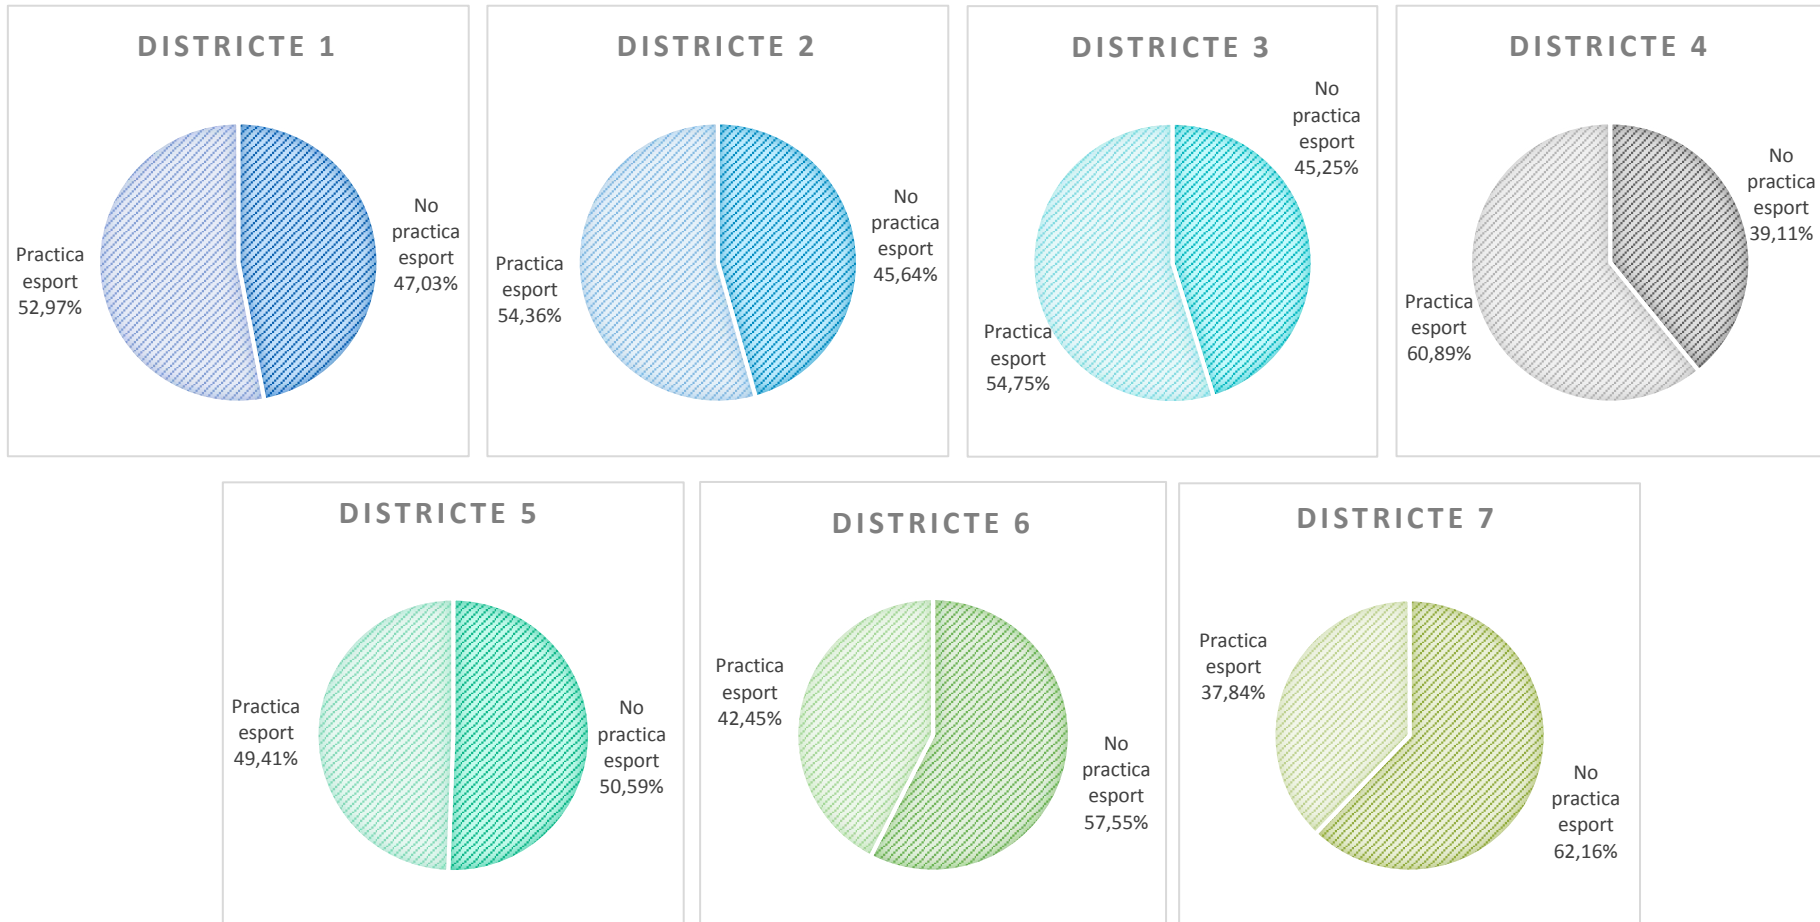 DISTRICTE 1
No
practica
esport
47,03%
Practica
esport
52,97%
DISTRICTE 2
No
practica
esport
45,64%
Practica
esport
54,36%
DISTRICTE 3
No
practica
esport
45,25%
Practica
esport
54,75%
DISTRICTE 4
No
practica
esport
39,11%
Practica
esport
60,89%
DISTRICTE 5
Practica
esport
49,41%
No
practica
esport
50,59%
DISTRICTE 6
Practica
esport
42,45%
No
practica
esport
57,55%
DISTRICTE 7
Practica
esport
37,84%
No
practica
esport
62,16%